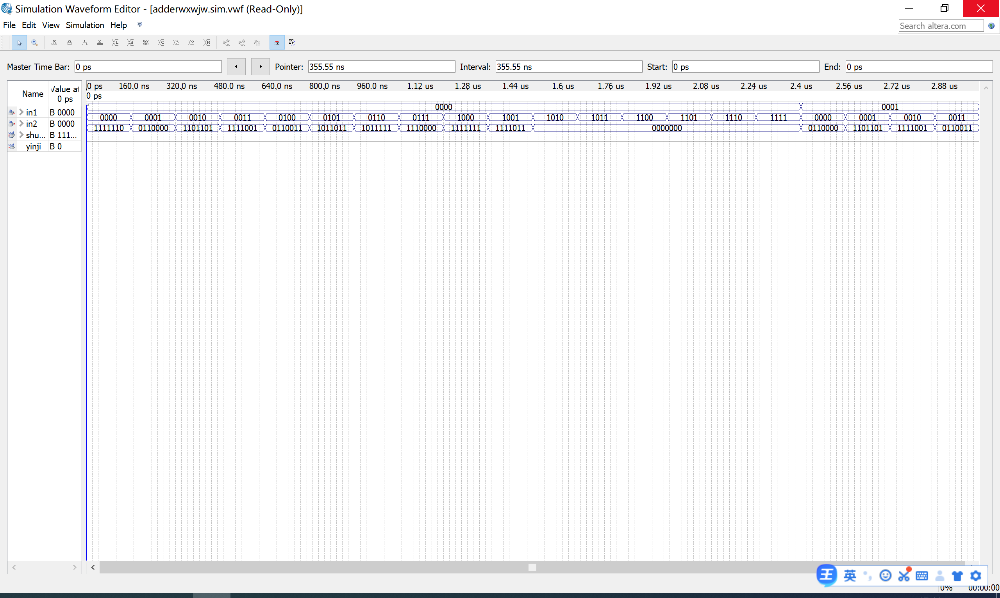 Simulation Waveform Editor - [adderwxwjw.sim.vwf (Read-Only)]
File Edit View Simulation Help
Search altera.com
Master Time Bar: 0 ps Pointer: 355.55 ns Interval: 355.55 ns Start: 0 ps End: 0 ps
Name Value at 0 ps
0 ps 160.0 ns 320.0 ns 480.0 ns 640.0 ns 800.0 ns 960.0 ns 1.12 us 1.28 us 1.44 us 1.6 us 1.76 us 1.92 us 2.08 us 2.24 us 2.4 us 2.56 us 2.72 us 2.88 us
0 ps
in1 B 0000 0000 0001
in2 B 0000 0000 0001 0010 0011 0100 0101 0110 0111 1000 1001 1010 1011 1100 1101 1110 1111 0000 0001 0010 0011
shu... B 111... 1111110 0110000 1101101 1111001 0110011 1011011 1011111 1110000 1111111 1111011 0000000 0110000 1101101 1111001 0110011
yinji B 0
王 英
0% 00:00:00